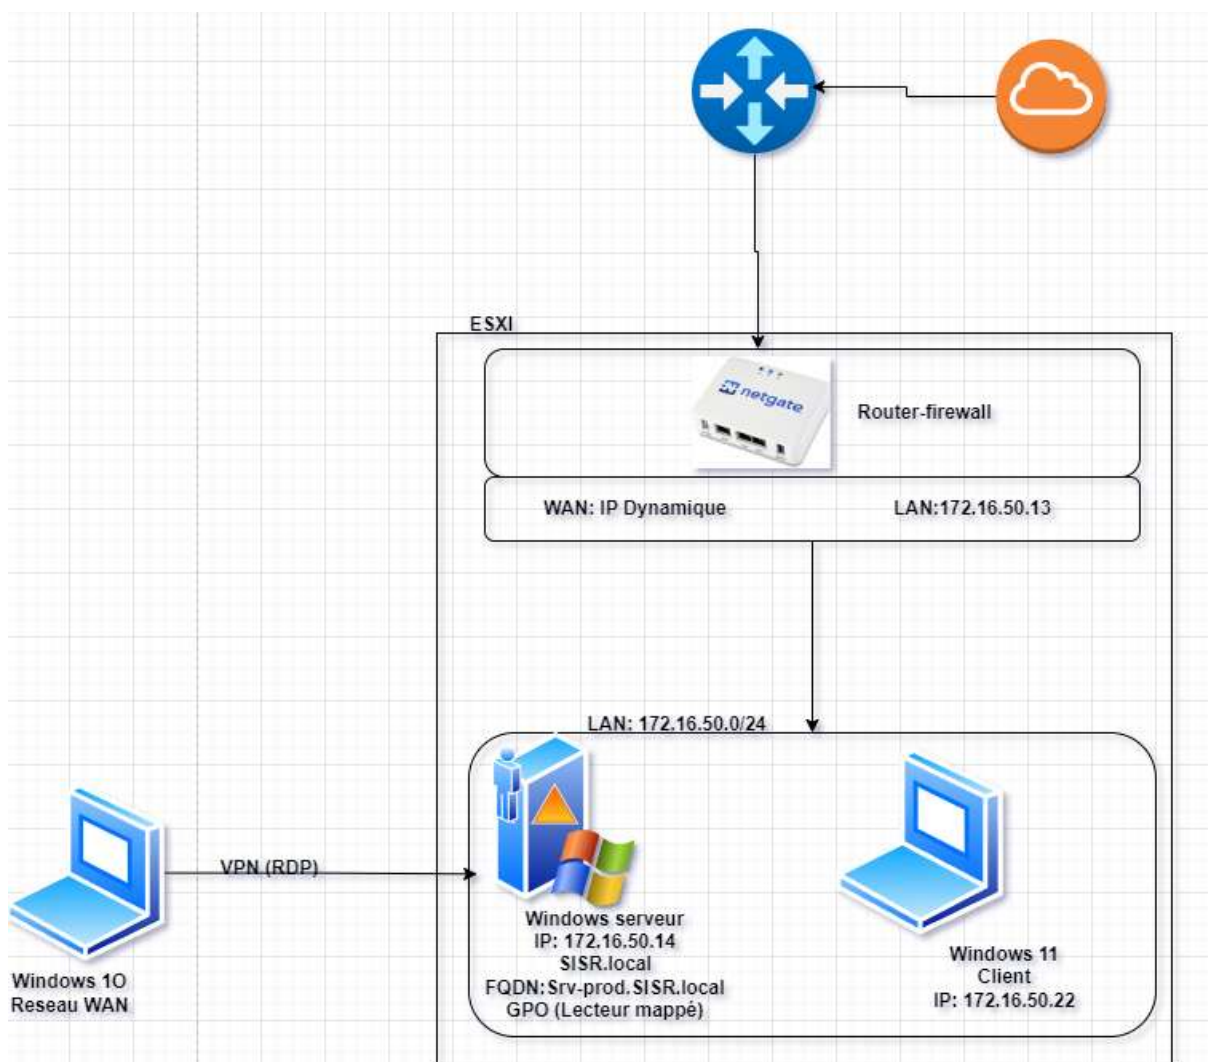 ESXI
netgate
Router-firewall
WAN: IP Dynamique
LAN:172.16.50.13
LAN: 172.16.50.0/24
VPN (RDP)
Windows serveur
IP: 172.16.50.14
SISR.local
FQDN:Srv-prod.SISR.local
GPO (Lecteur mappé)
Windows 11
Client
IP: 172.16.50.22
Windows 1O
Reseau WAN